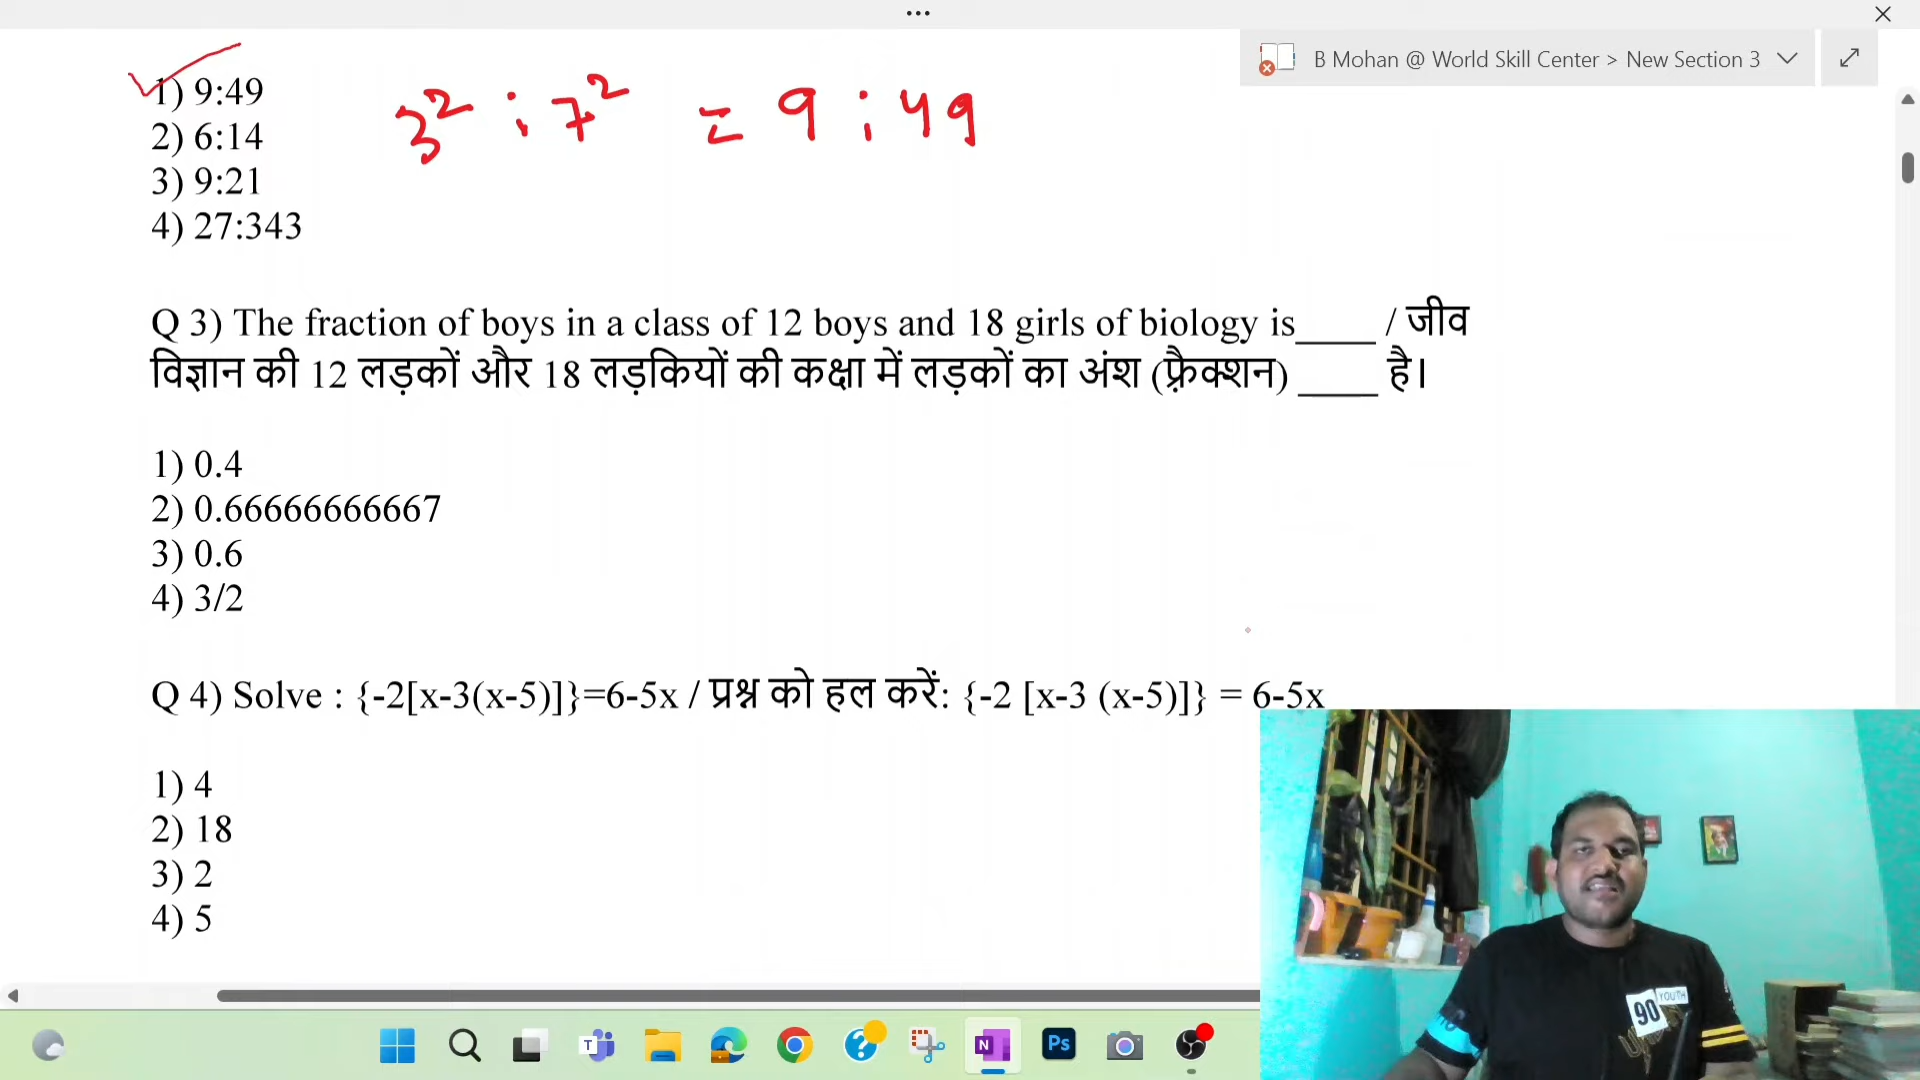 ...
B Mohan @ World Skill Center > New Section 3
1) 9:49
3² : 7² = 9 : 49
2) 6:14
3) 9:21
4) 27:343
Q 3) The fraction of boys in a class of 12 boys and 18 girls of biology is____ / जीव
विज्ञान की 12 लड़कों और 18 लड़कियों की कक्षा में लड़कों का अंश (फ़्रैक्शन) ____ है।
1) 0.4
2) 0.66666666667
3) 0.6
4) 3/2
Q 4) Solve : {-2[x-3(x-5)]}=6-5x / प्रश्न को हल करें: {-2 [x-3 (x-5)]} = 6-5x
1) 4
2) 18
3) 2
4) 5
90 YOUTH
T
N
Ps